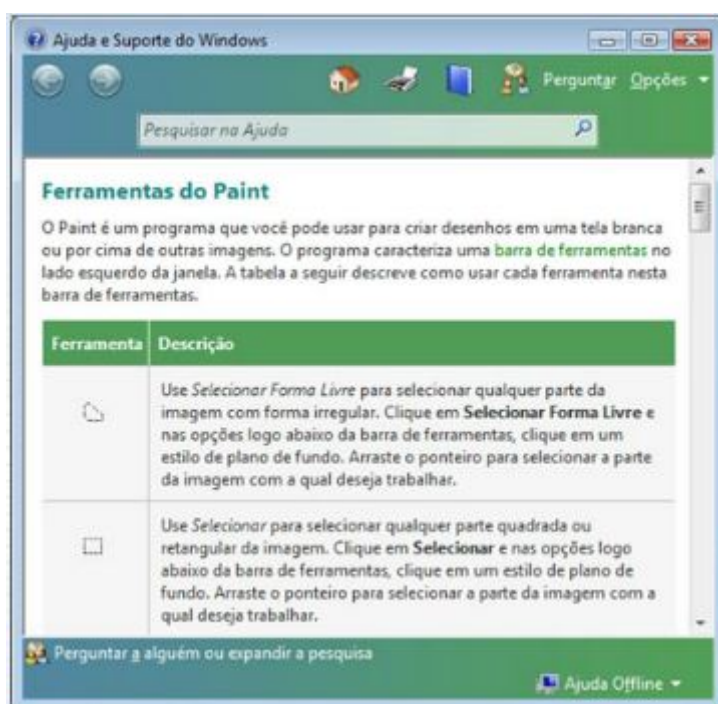 Ajuda e Suporte do Windows
Perguntar Opções
Pesquisar na Ajuda
Ferramentas do Paint
O Paint é um programa que você pode usar para criar desenhos em uma tela branca
ou por cima de outras imagens. O programa caracteriza uma barra de ferramentas no
lado esquerdo da janela. A tabela a seguir descreve como usar cada ferramenta nesta
barra de ferramentas.
Ferramenta Descrição
Use Selecionar Forma Livre para selecionar qualquer parte da
imagem com forma irregular. Clique em Selecionar Forma Livre e
nas opções logo abaixo da barra de ferramentas, clique em um
estilo de plano de fundo. Arraste o ponteiro para selecionar a parte
da imagem com a qual deseja trabalhar.
Use Selecionar para selecionar qualquer parte quadrada ou
retangular da imagem. Clique em Selecionar e nas opções logo
abaixo da barra de ferramentas, clique em um estilo de plano de
fundo. Arraste o ponteiro para selecionar a parte da imagem com a
qual deseja trabalhar.
Perguntar a alguém ou expandir a pesquisa
Ajuda Offline